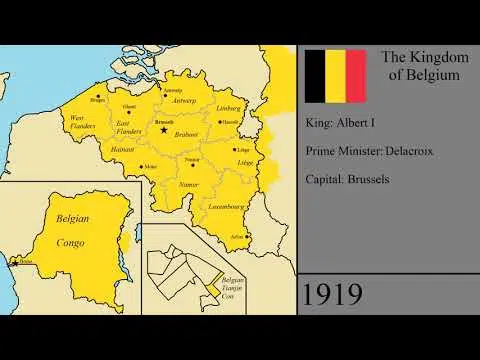 The Kingdom
of Belgium
King: Albert I
Prime Minister: Delacroix
Capital: Brussels
1919
Antwerp
Bruges
Ghent
Antwerp
West
Flanders
East
Flanders
Brussels
Limburg
Hasselt
Brabant
Hainaut
Mons
Namur
Liège
Liège
Namur
Luxembourg
Arlon
Belgian
Congo
Boma
Belgian
Tianjin
Con